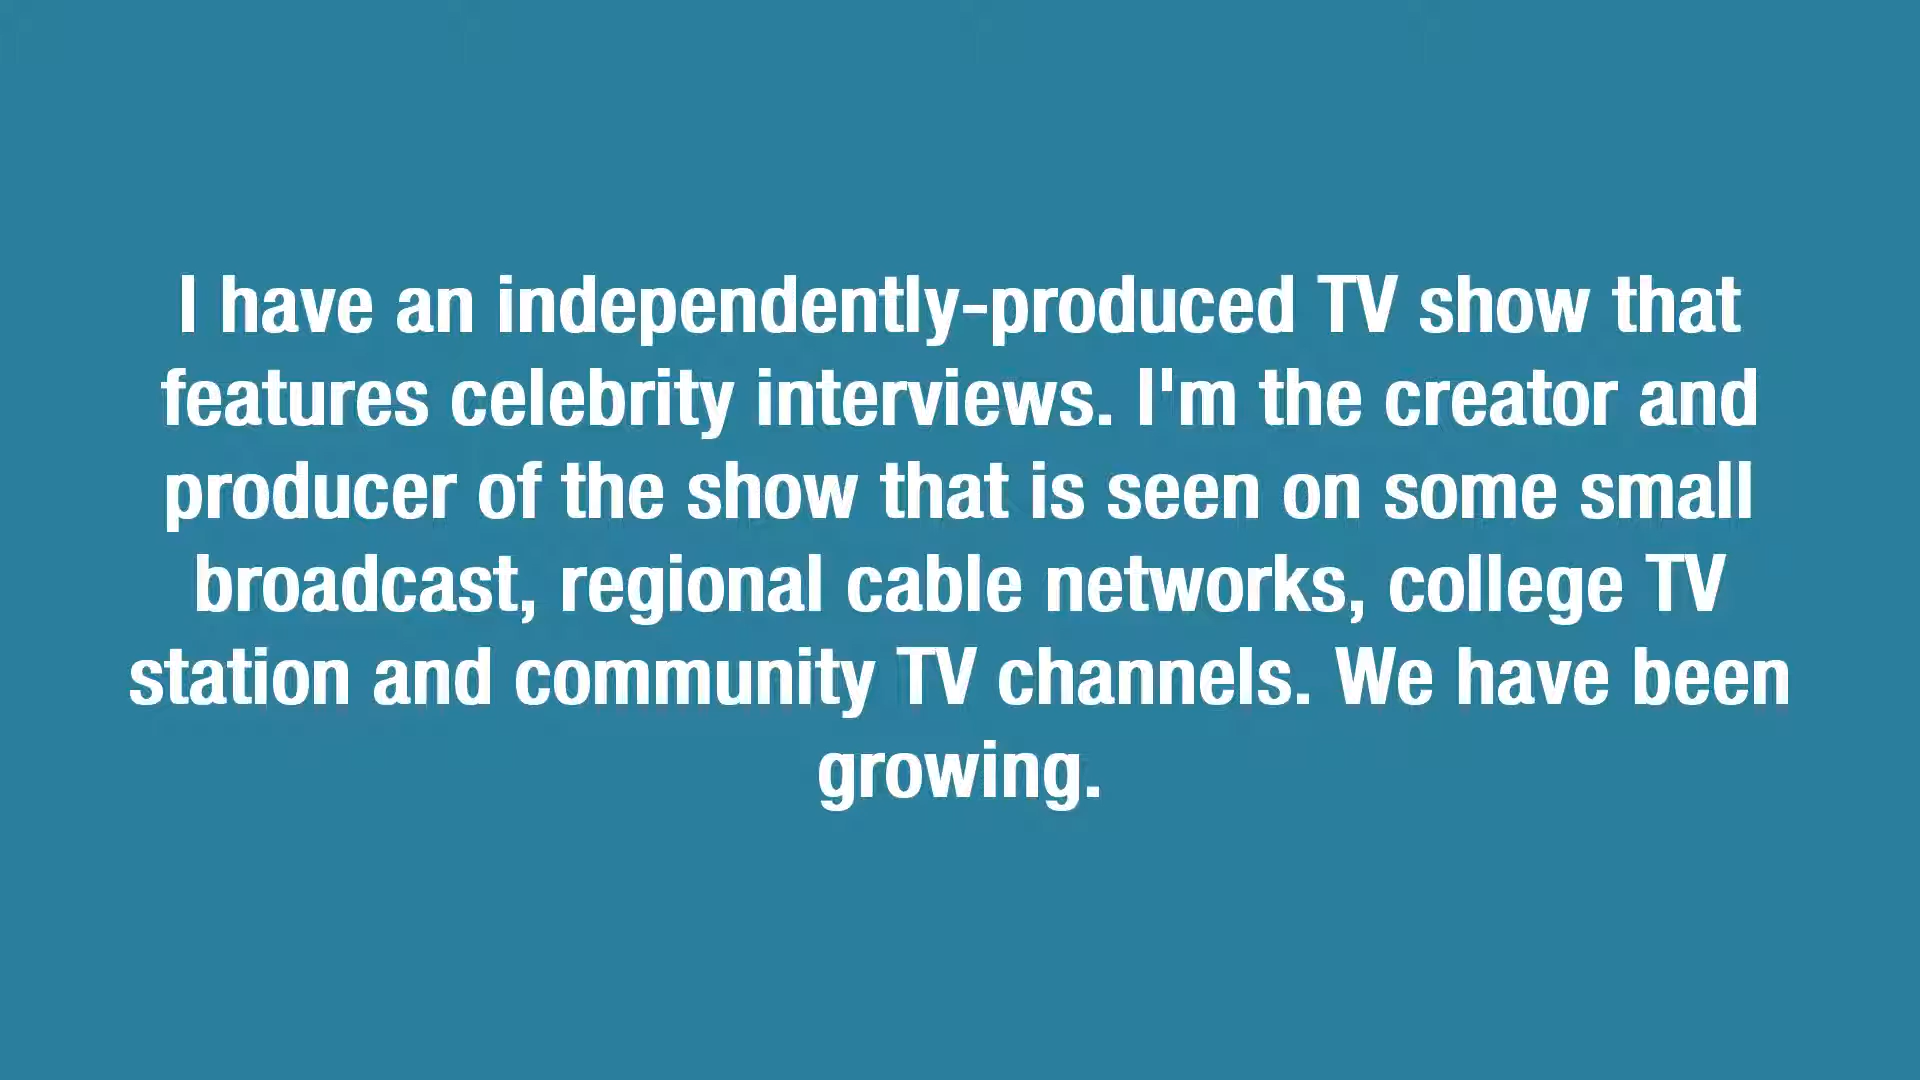 I have an independently-produced TV show that
features celebrity interviews. I'm the creator and
producer of the show that is seen on some small
broadcast, regional cable networks, college TV
station and community TV channels. We have been
growing.